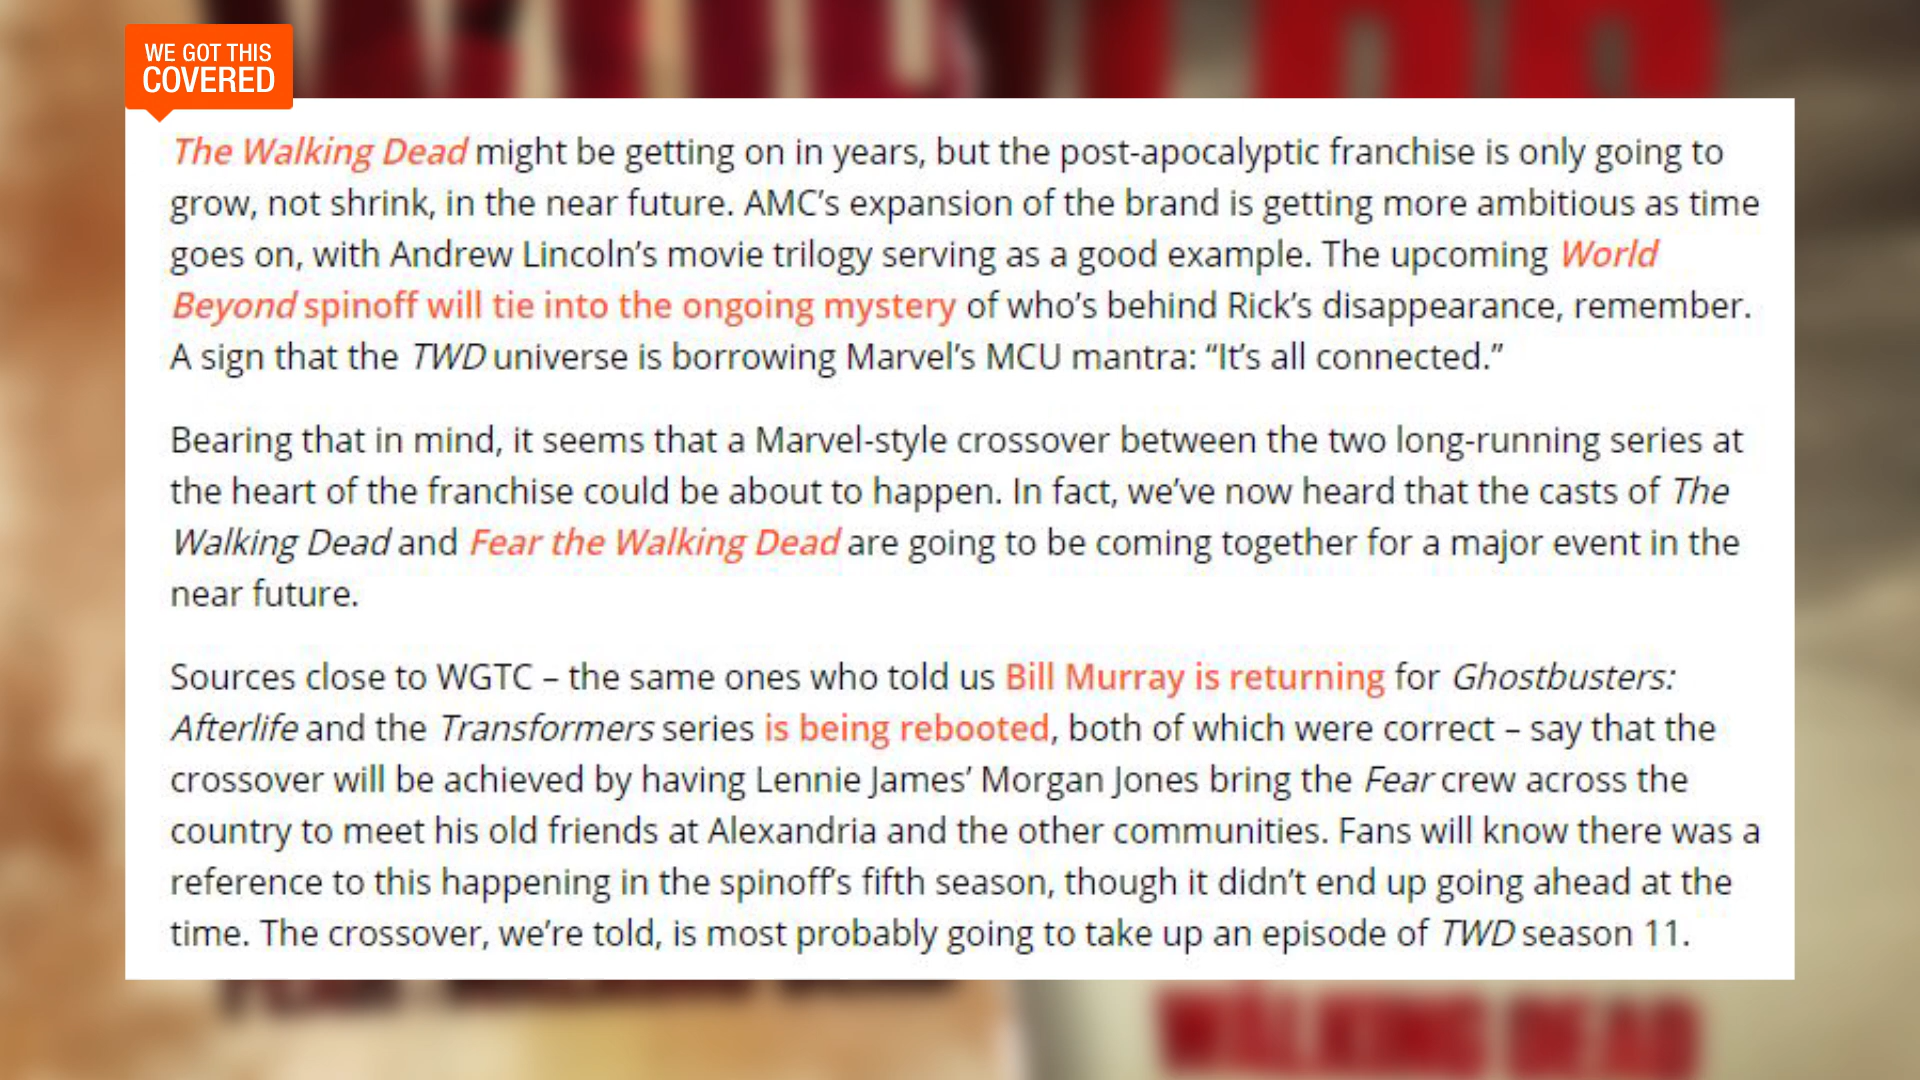 WE GOT THIS
COVERED
The Walking Dead might be getting on in years, but the post-apocalyptic franchise is only going to
grow, not shrink, in the near future. AMC’s expansion of the brand is getting more ambitious as time
goes on, with Andrew Lincoln’s movie trilogy serving as a good example. The upcoming World
Beyond spinoff will tie into the ongoing mystery of who’s behind Rick’s disappearance, remember.
A sign that the TWD universe is borrowing Marvel’s MCU mantra: “It’s all connected.”
Bearing that in mind, it seems that a Marvel-style crossover between the two long-running series at
the heart of the franchise could be about to happen. In fact, we’ve now heard that the casts of The
Walking Dead and Fear the Walking Dead are going to be coming together for a major event in the
near future.
Sources close to WGTC – the same ones who told us Bill Murray is returning for Ghostbusters:
Afterlife and the Transformers series is being rebooted, both of which were correct – say that the
crossover will be achieved by having Lennie James’ Morgan Jones bring the Fear crew across the
country to meet his old friends at Alexandria and the other communities. Fans will know there was a
reference to this happening in the spinoff’s fifth season, though it didn’t end up going ahead at the
time. The crossover, we’re told, is most probably going to take up an episode of TWD season 11.
WALKING DEAD